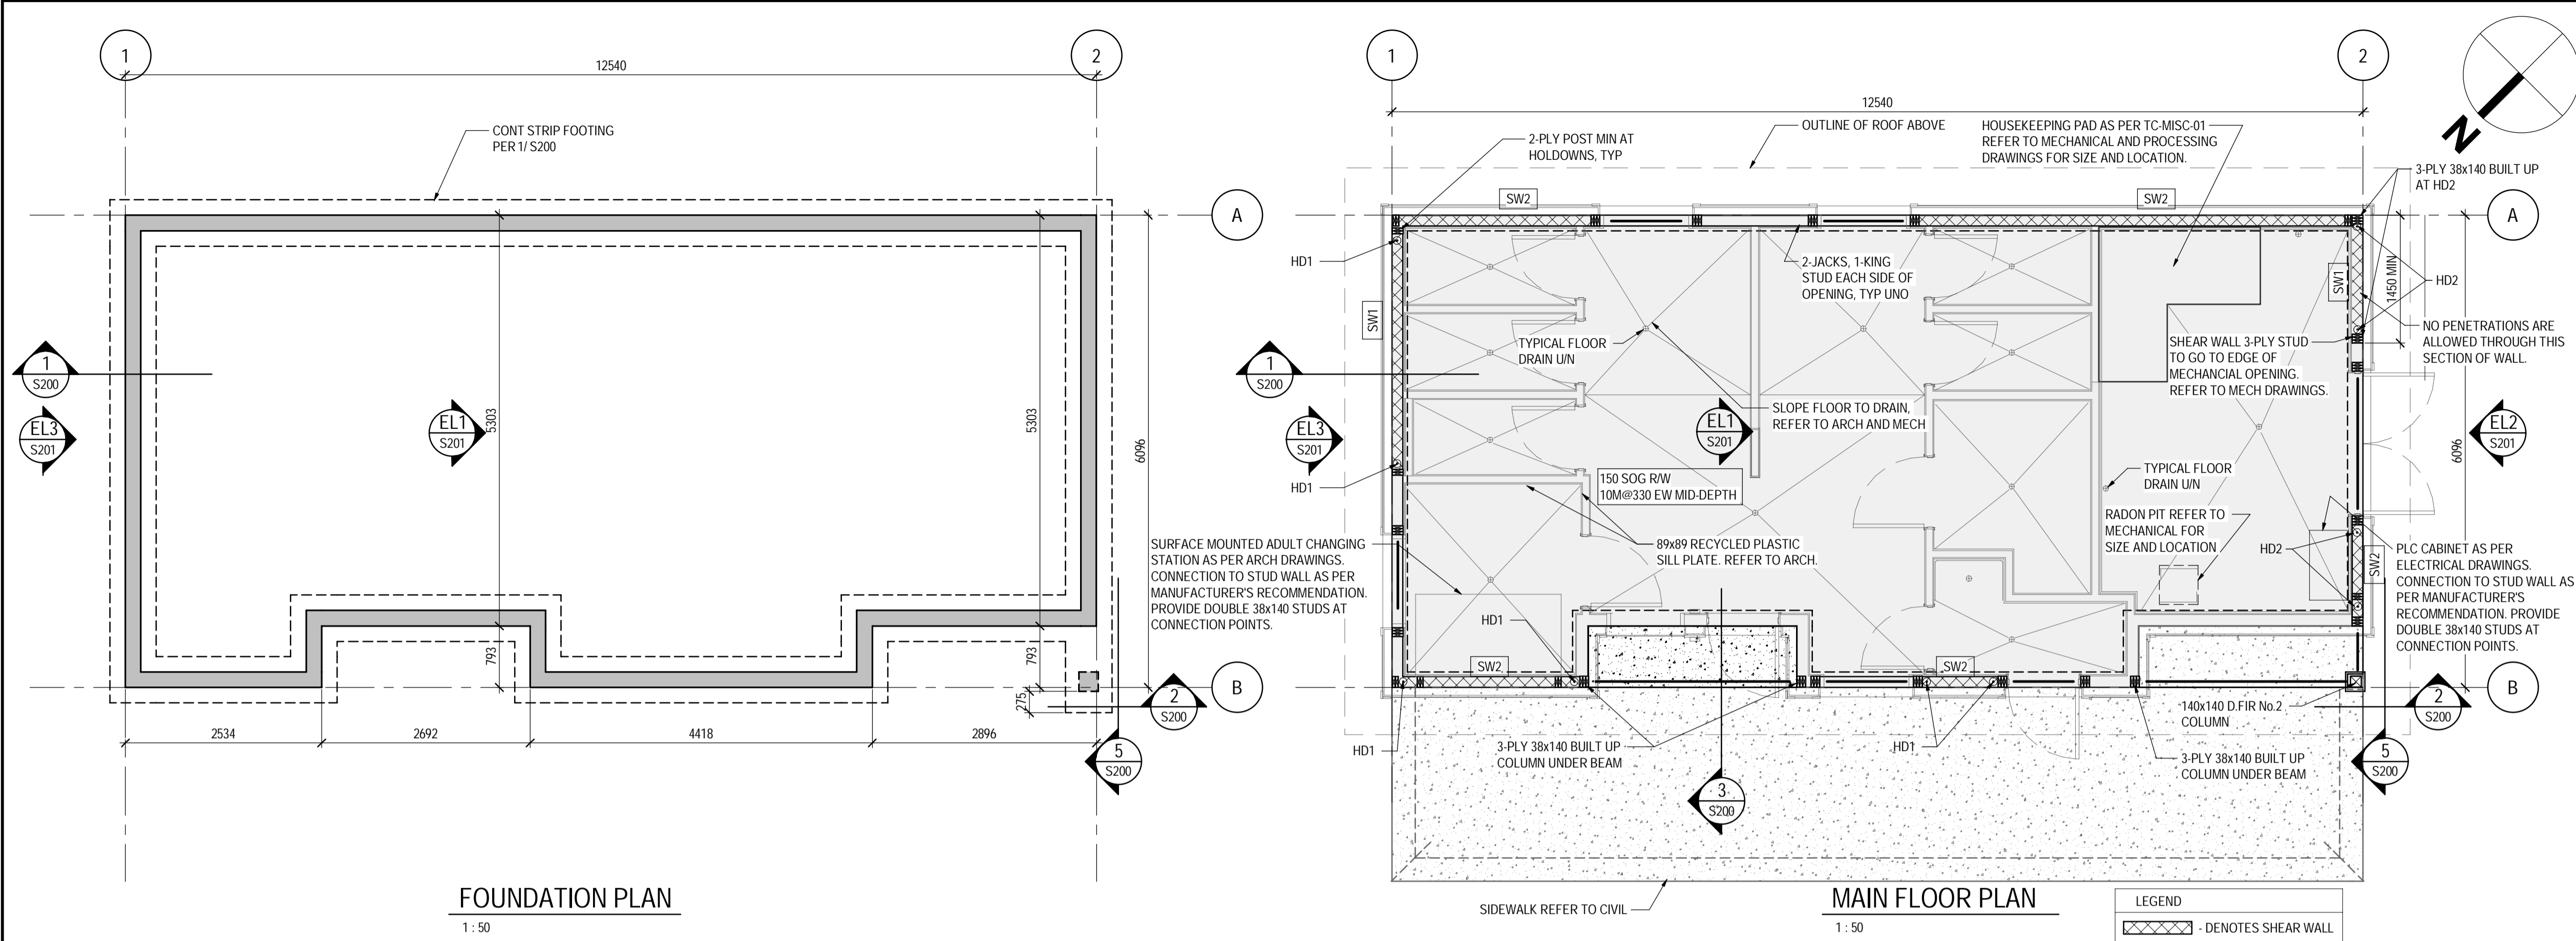 1
2
12540
CONT STRIP FOOTING
PER 1/ S200
A
1
S200
EL3
S201
EL1
S201
5303
5303
6096
793
793
275
2
S200
B
2534
2692
4418
2896
5
S200
FOUNDATION PLAN
1 : 50
1
2
12540
N
2-PLY POST MIN AT
HOLDOWNS, TYP
OUTLINE OF ROOF ABOVE
HOUSEKEEPING PAD AS PER TC-MISC-01
REFER TO MECHANICAL AND PROCESSING
DRAWINGS FOR SIZE AND LOCATION.
3-PLY 38x140 BUILT UP
AT HD2
SW2
SW2
A
HD1
SW1
2-JACKS, 1-KING
STUD EACH SIDE OF
OPENING, TYP UNO
SW1
1450 MIN
HD2
TYPICAL FLOOR
DRAIN U/N
SHEAR WALL 3-PLY STUD
TO GO TO EDGE OF
MECHANCIAL OPENING.
REFER TO MECH DRAWINGS.
NO PENETRATIONS ARE
ALLOWED THROUGH THIS
SECTION OF WALL.
1
S200
SLOPE FLOOR TO DRAIN,
REFER TO ARCH AND MECH
EL3
S201
EL1
S201
EL2
S201
6096
HD1
150 SOG R/W
10M@330 EW MID-DEPTH
TYPICAL FLOOR
DRAIN U/N
RADON PIT REFER TO
MECHANICAL FOR
SIZE AND LOCATION
SURFACE MOUNTED ADULT CHANGING
STATION AS PER ARCH DRAWINGS.
CONNECTION TO STUD WALL AS PER
MANUFACTURER'S RECOMMENDATION.
PROVIDE DOUBLE 38x140 STUDS AT
CONNECTION POINTS.
89x89 RECYCLED PLASTIC
SILL PLATE. REFER TO ARCH.
HD2
SW2
PLC CABINET AS PER
ELECTRICAL DRAWINGS.
CONNECTION TO STUD WALL AS
PER MANUFACTURER'S
RECOMMENDATION. PROVIDE
DOUBLE 38x140 STUDS AT
CONNECTION POINTS.
HD1
SW2
SW2
B
2
S200
140x140 D.FIR No.2
COLUMN
HD1
3-PLY 38x140 BUILT UP
COLUMN UNDER BEAM
HD1
3-PLY 38x140 BUILT UP
COLUMN UNDER BEAM
5
S200
3
S200
SIDEWALK REFER TO CIVIL
MAIN FLOOR PLAN
1 : 50
LEGEND
- DENOTES SHEAR WALL